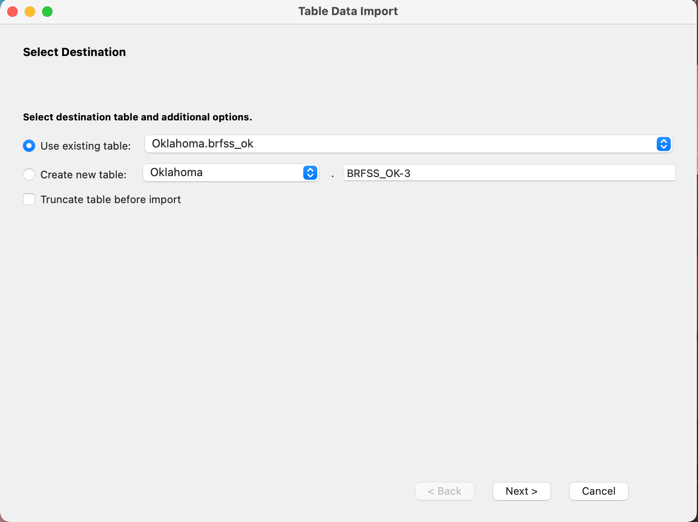 Table Data Import
Select Destination
Select destination table and additional options.
Use existing table: Oklahoma.brfss_ok
Create new table: Oklahoma . BRFSS_OK-3
Truncate table before import
< Back Next > Cancel